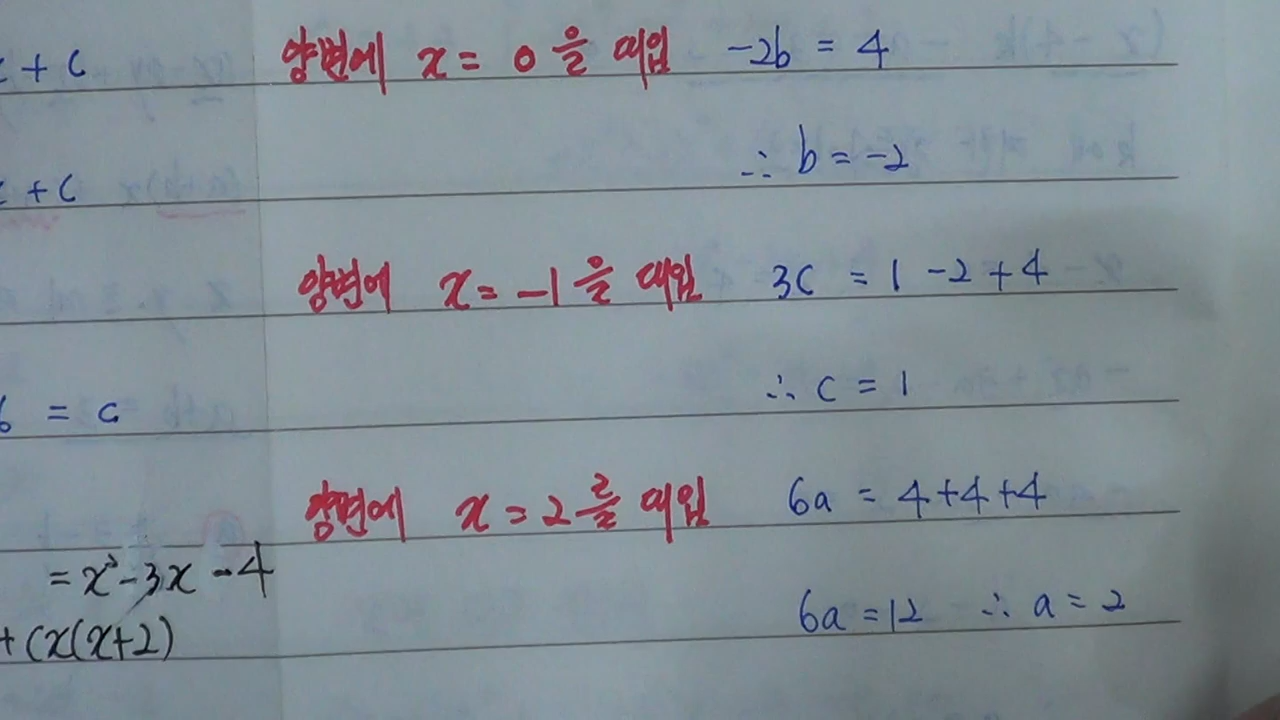 + c 양변에 x = 0 을 대입 -2b = 4
∴ b = -2
+ c
양변에 x = -1 을 대입 3c = 1 - 2 + 4
∴ c = 1
= c
양변에 x = 2 를 대입 6a = 4 + 4 + 4
= x² - 3x - 4
6a = 12 ∴ a = 2
+ Cx(x+2)